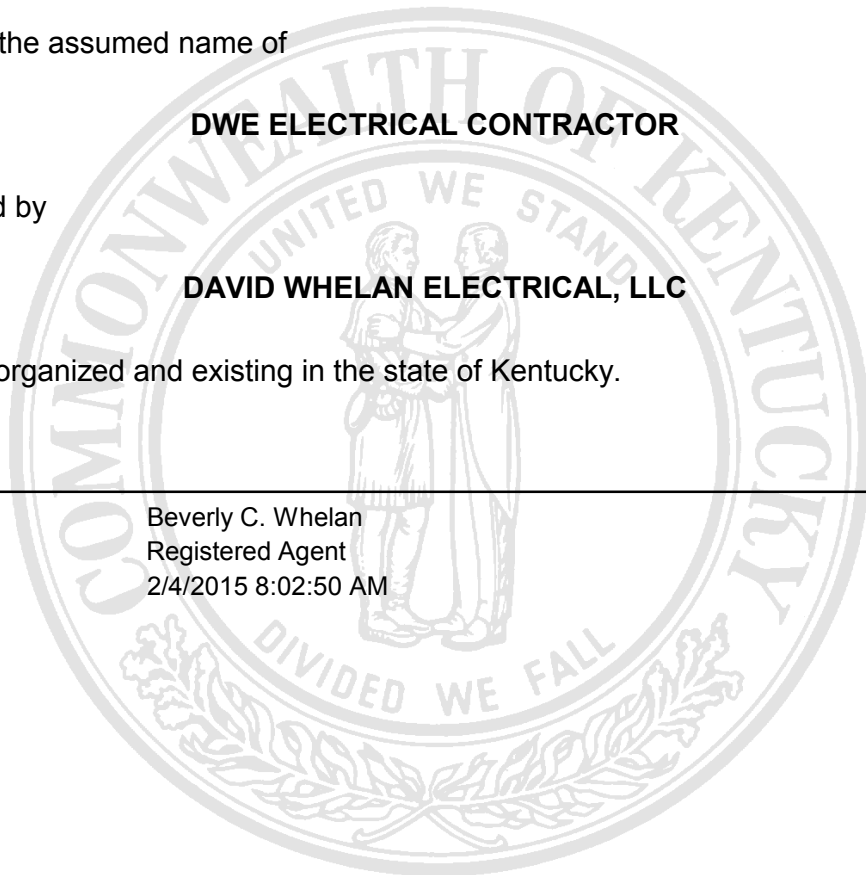 the assumed name of
DWE ELECTRICAL CONTRACTOR
d by
DAVID WHELAN ELECTRICAL, LLC
organized and existing in the state of Kentucky.
Beverly C. Whelan
Registered Agent
2/4/2015 8:02:50 AM
COMMONWEALTH OF KENTUCKY
UNITED WE STAND
DIVIDED WE FALL